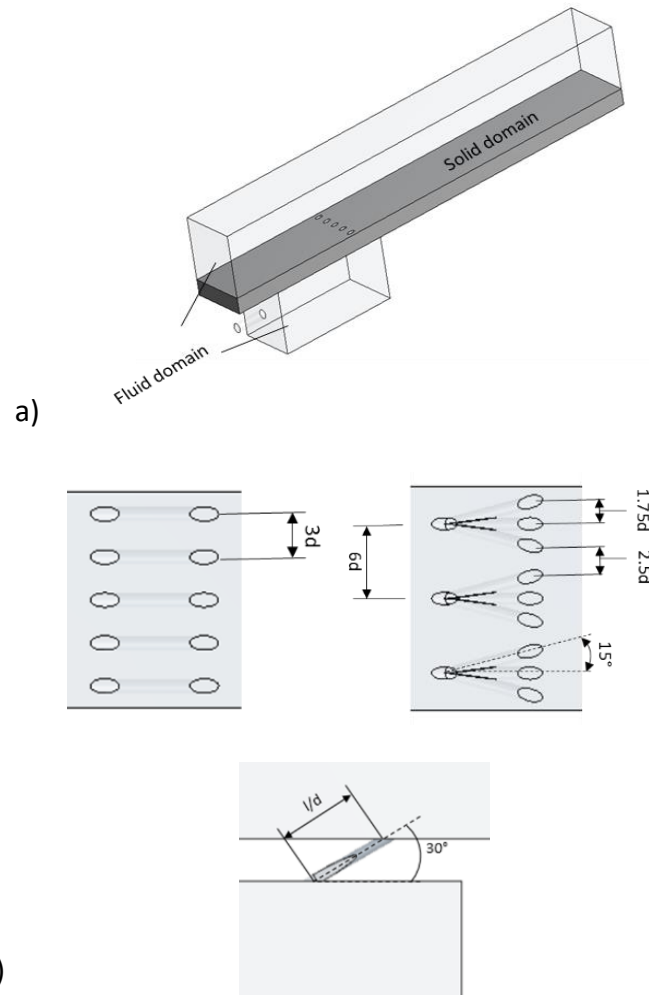 Solid domain
Fluid domain
a)
3d
6d
1.75d
2.5d
15°
l/d
30°
)